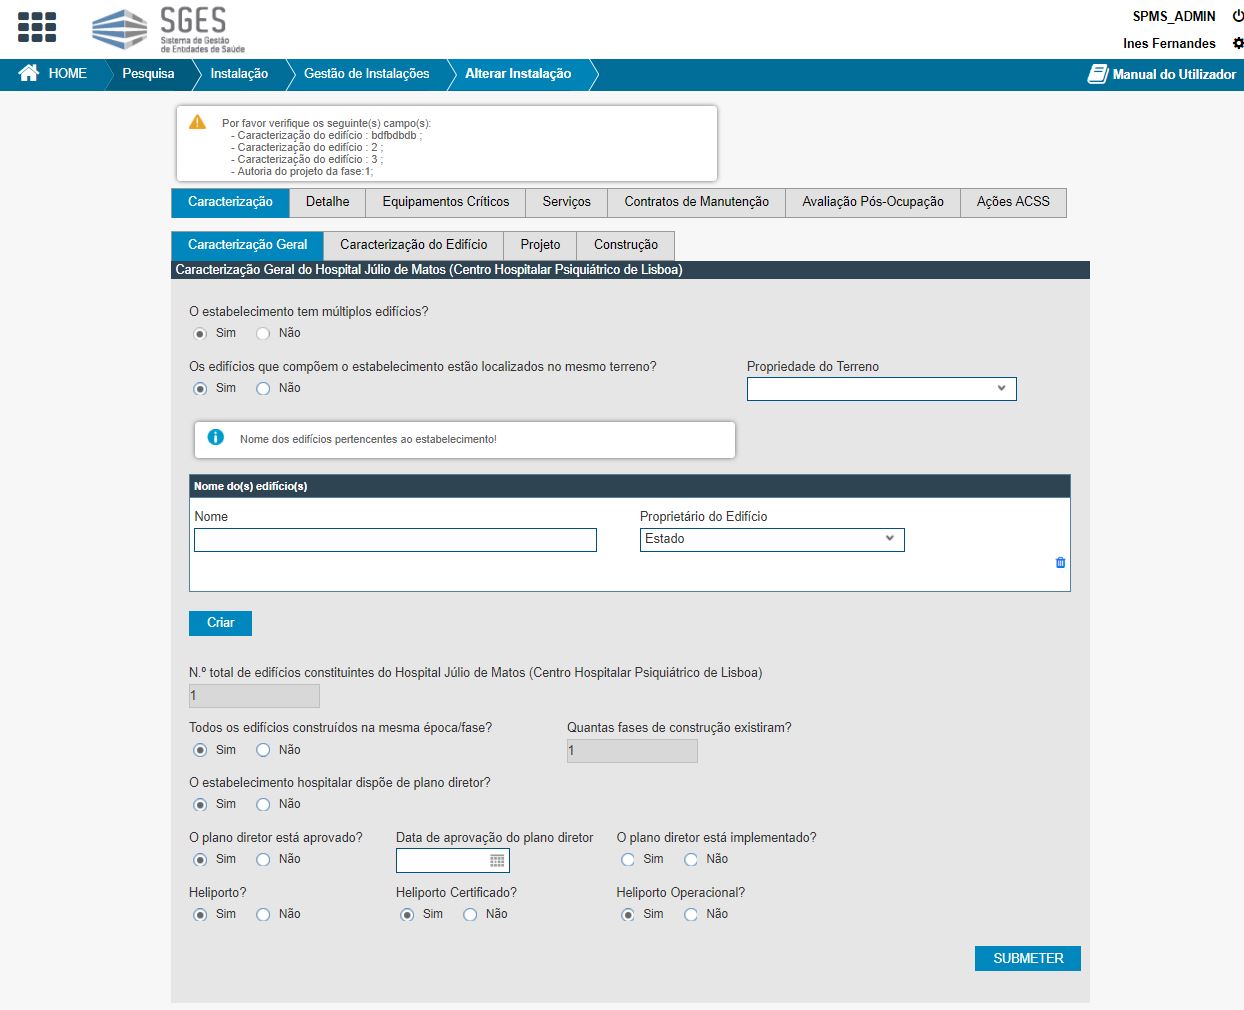 SGES
Sistema de Gestão
de Entidades de Saúde
SPMS_ADMIN
Ines Fernandes
HOME
Pesquisa
Instalação
Gestão de Instalações
Alterar Instalação
Manual do Utilizador
Por favor verifique os seguinte(s) campo(s):
- Caracterização do edifício : bdfbdbdb ;
- Caracterização do edifício : 2 ;
- Caracterização do edifício : 3 ;
- Autoria do projeto da fase:1;
Caracterização
Detalhe
Equipamentos Críticos
Serviços
Contratos de Manutenção
Avaliação Pós-Ocupação
Ações ACSS
Caracterização Geral
Caracterização do Edifício
Projeto
Construção
Caracterização Geral do Hospital Júlio de Matos (Centro Hospitalar Psiquiátrico de Lisboa)
O estabelecimento tem múltiplos edifícios?
Sim Não
Os edifícios que compõem o estabelecimento estão localizados no mesmo terreno?
Propriedade do Terreno
Sim Não
Nome dos edifícios pertencentes ao estabelecimento!
Nome do(s) edifício(s)
Nome
Proprietário do Edifício
Estado
Criar
N.º total de edifícios constituintes do Hospital Júlio de Matos (Centro Hospitalar Psiquiátrico de Lisboa)
1
Todos os edifícios construídos na mesma época/fase?
Quantas fases de construção existiram?
Sim Não
1
O estabelecimento hospitalar dispõe de plano diretor?
Sim Não
O plano diretor está aprovado?
Data de aprovação do plano diretor
O plano diretor está implementado?
Sim Não
Sim Não
Heliporto?
Heliporto Certificado?
Heliporto Operacional?
Sim Não
Sim Não
Sim Não
SUBMETER